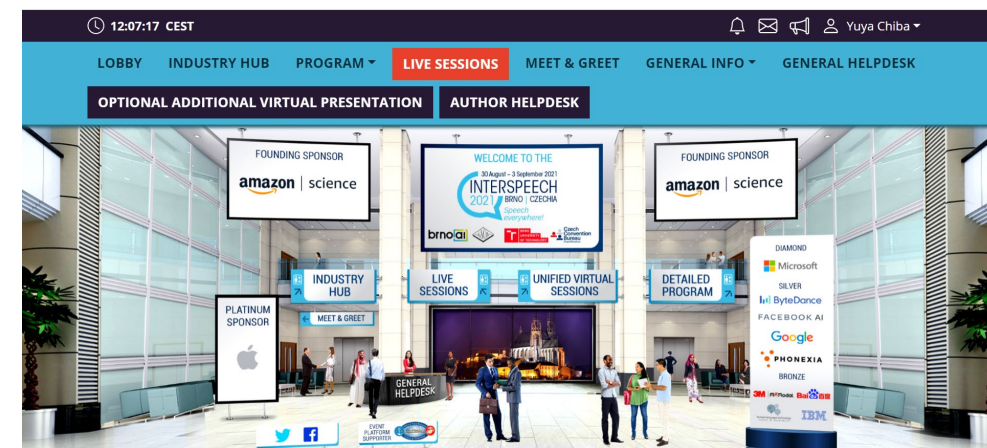 12:07:17 CEST
Yuya Chiba
LOBBY INDUSTRY HUB PROGRAM LIVE SESSIONS MEET & GREET GENERAL INFO GENERAL HELPDESK
OPTIONAL ADDITIONAL VIRTUAL PRESENTATION AUTHOR HELPDESK
FOUNDING SPONSOR
amazon | science
WELCOME TO THE
30 August – 3 September 2021
INTERSPEECH
2021 BRNO | CZECHIA
Speech
everywhere!
brno ai
Czech
Convention
Bureau
FOUNDING SPONSOR
amazon | science
INDUSTRY
HUB
MEET & GREET
LIVE
SESSIONS
UNIFIED VIRTUAL
SESSIONS
DETAILED
PROGRAM
PLATINUM
SPONSOR
GENERAL
HELPDESK
DIAMOND
Microsoft
SILVER
ByteDance
FACEBOOK AI
Google
PHONEXIA
BRONZE
3M
Baidu
IBM
EVENT
PLATFORM
SUPPORTER